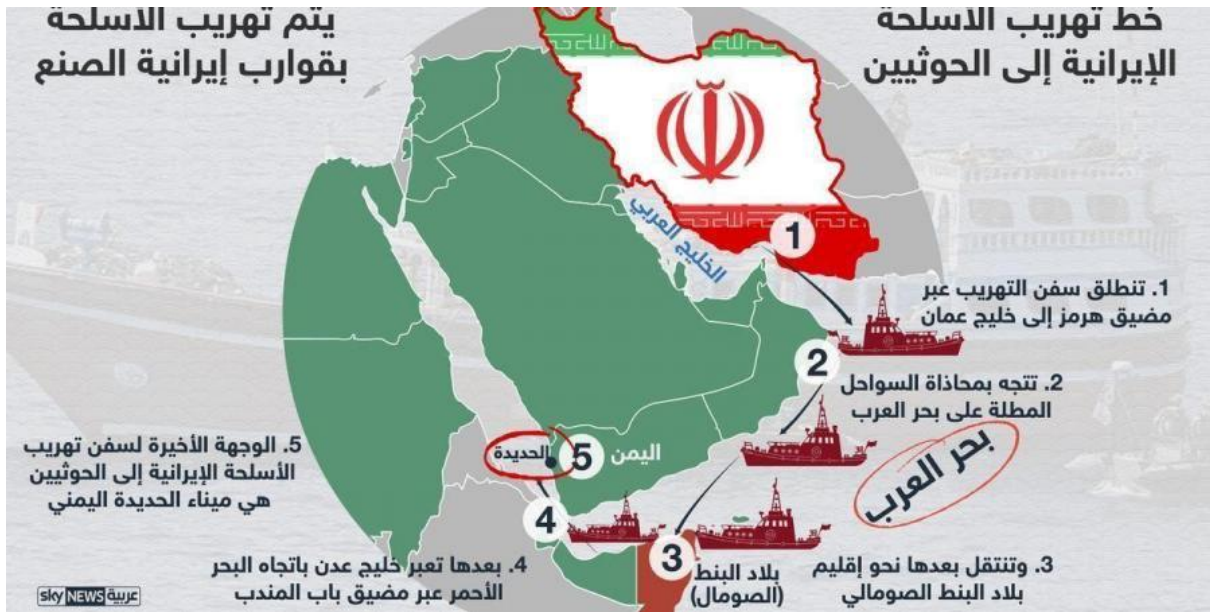 خط تهريب الأسلحة
الإيرانية إلى الحوثيين
يتم تهريب الأسلحة
بقوارب إيرانية الصنع
الخليج العربي
1
1. تنطلق سفن التهريب عبر
مضيق هرمز إلى خليج عمان
2
2. تتجه بمحاذاة السواحل
المطلة على بحر العرب
بحر العرب
اليمن
5
الحديدة
5. الوجهة الأخيرة لسفن تهريب
الأسلحة الإيرانية إلى الحوثيين
هي ميناء الحديدة اليمني
4
3
بلاد البنط
(الصومال)
3. وتنتقل بعدها نحو إقليم
بلاد البنط الصومالي
4. بعدها تعبر خليج عدن باتجاه البحر
الأحمر عبر مضيق باب المندب
sky NEWS عربية